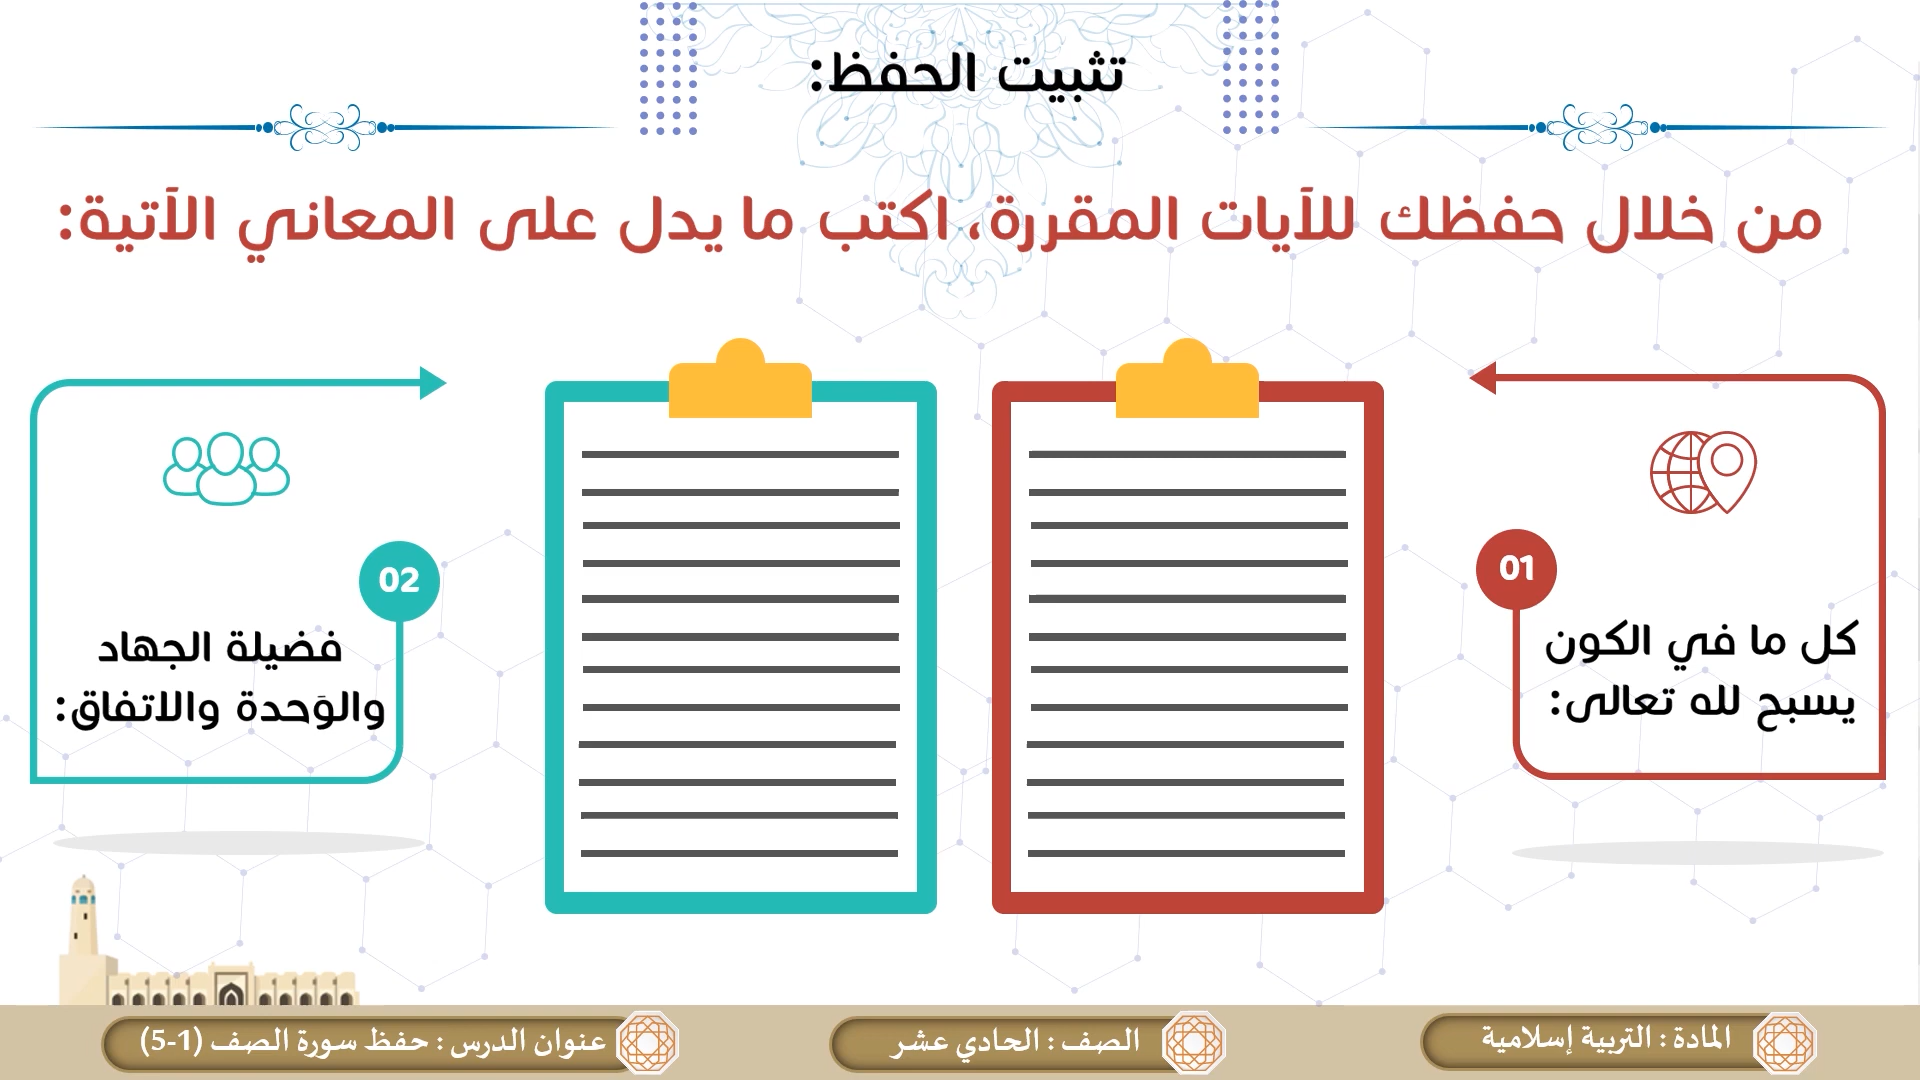 تثبيت الحفظ:
من خلال حفظك للآيات المقررة، اكتب ما يدل على المعاني الآتية:
01
كل ما في الكون
يسبح لله تعالى:
02
فضيلة الجهاد
والوَحدة والاتفاق:
المادة : التربية إسلامية
الصف : الحادي عشر
عنوان الدرس : حفظ سورة الصف (1-5)